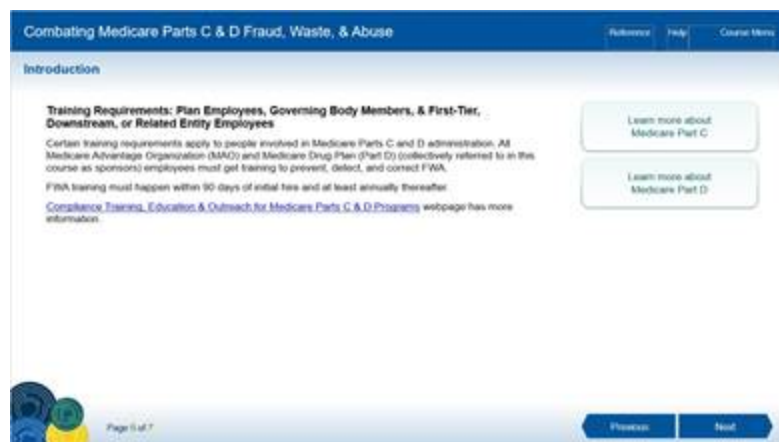 Combating Medicare Parts C & D Fraud, Waste, & Abuse
Reference Help Course Menu
Introduction
Training Requirements: Plan Employees, Governing Body Members, & First-Tier,
Downstream, or Related Entity Employees
Certain training requirements apply to people involved in Medicare Parts C and D administration. All
Medicare Advantage Organization (MAO) and Medicare Drug Plan (Part D) (collectively referred to in this
course as sponsors) employees must get training to prevent, detect, and correct FWA.
FWA training must happen within 90 days of initial hire and at least annually thereafter.
Compliance Training, Education & Outreach for Medicare Parts C & D Programs webpage has more
information.
Learn more about
Medicare Part C
Learn more about
Medicare Part D
Page 5 of 7
Previous Next